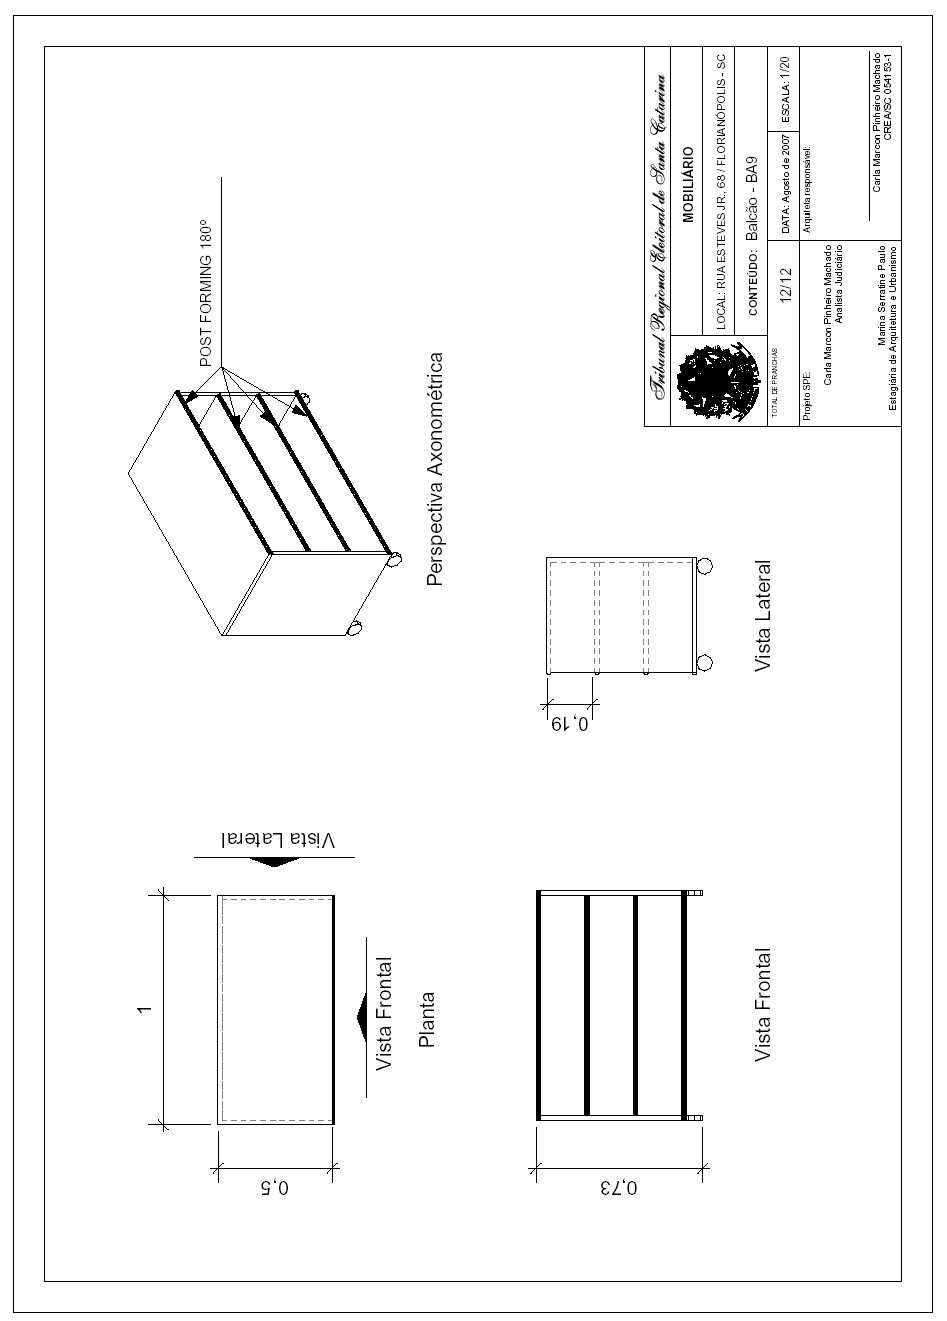 1
0,5
Vista Lateral
Vista Frontal
Planta
POST FORMING 180º
Perspectiva Axonométrica
0,73
Vista Frontal
0,19
Vista Lateral
Tribunal Regional Eleitoral de Santa Catarina
MOBILIÁRIO
LOCAL: RUA ESTEVES JR., 68 / FLORIANÓPOLIS - SC
CONTEÚDO: Balcão - BA9
TOTAL DE PRANCHAS
12/12
DATA: Agosto de 2007
ESCALA: 1/20
Projeto SPE:
Carla Marcon Pinheiro Machado
Analista Judiciário
Marina Serratine Paulo
Estagiária de Arquitetura e Urbanismo
Arquiteta responsável:
Carla Marcon Pinheiro Machado
CREA/SC 054153-1